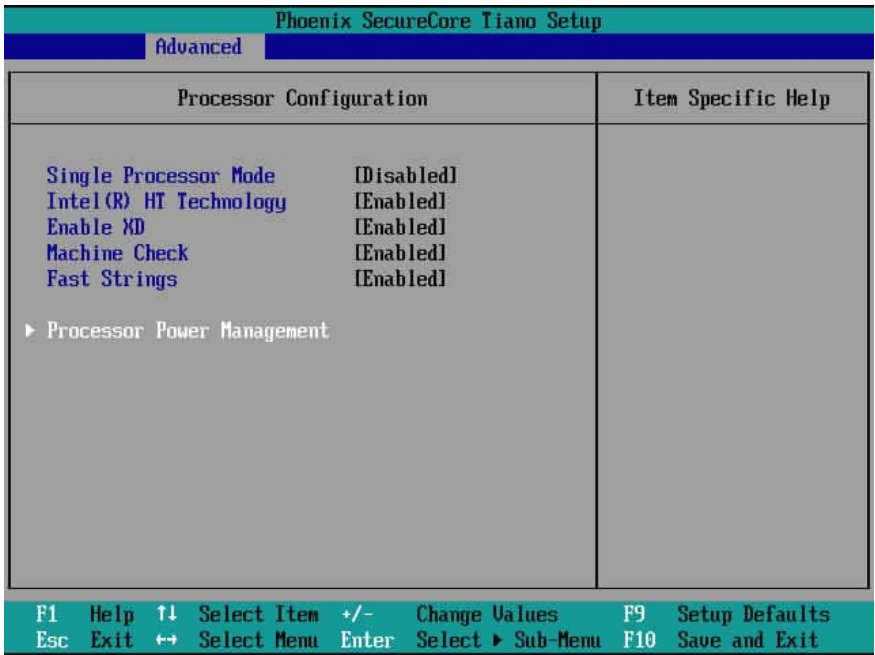 Phoenix SecureCore Tiano Setup
Advanced
Processor Configuration
Item Specific Help
Single Processor Mode [Disabled]
Intel(R) HT Technology [Enabled]
Enable XD [Enabled]
Machine Check [Enabled]
Fast Strings [Enabled]
▶ Processor Power Management
F1 Help ↑↓ Select Item +/- Change Values F9 Setup Defaults
Esc Exit ↔ Select Menu Enter Select ▶ Sub-Menu F10 Save and Exit